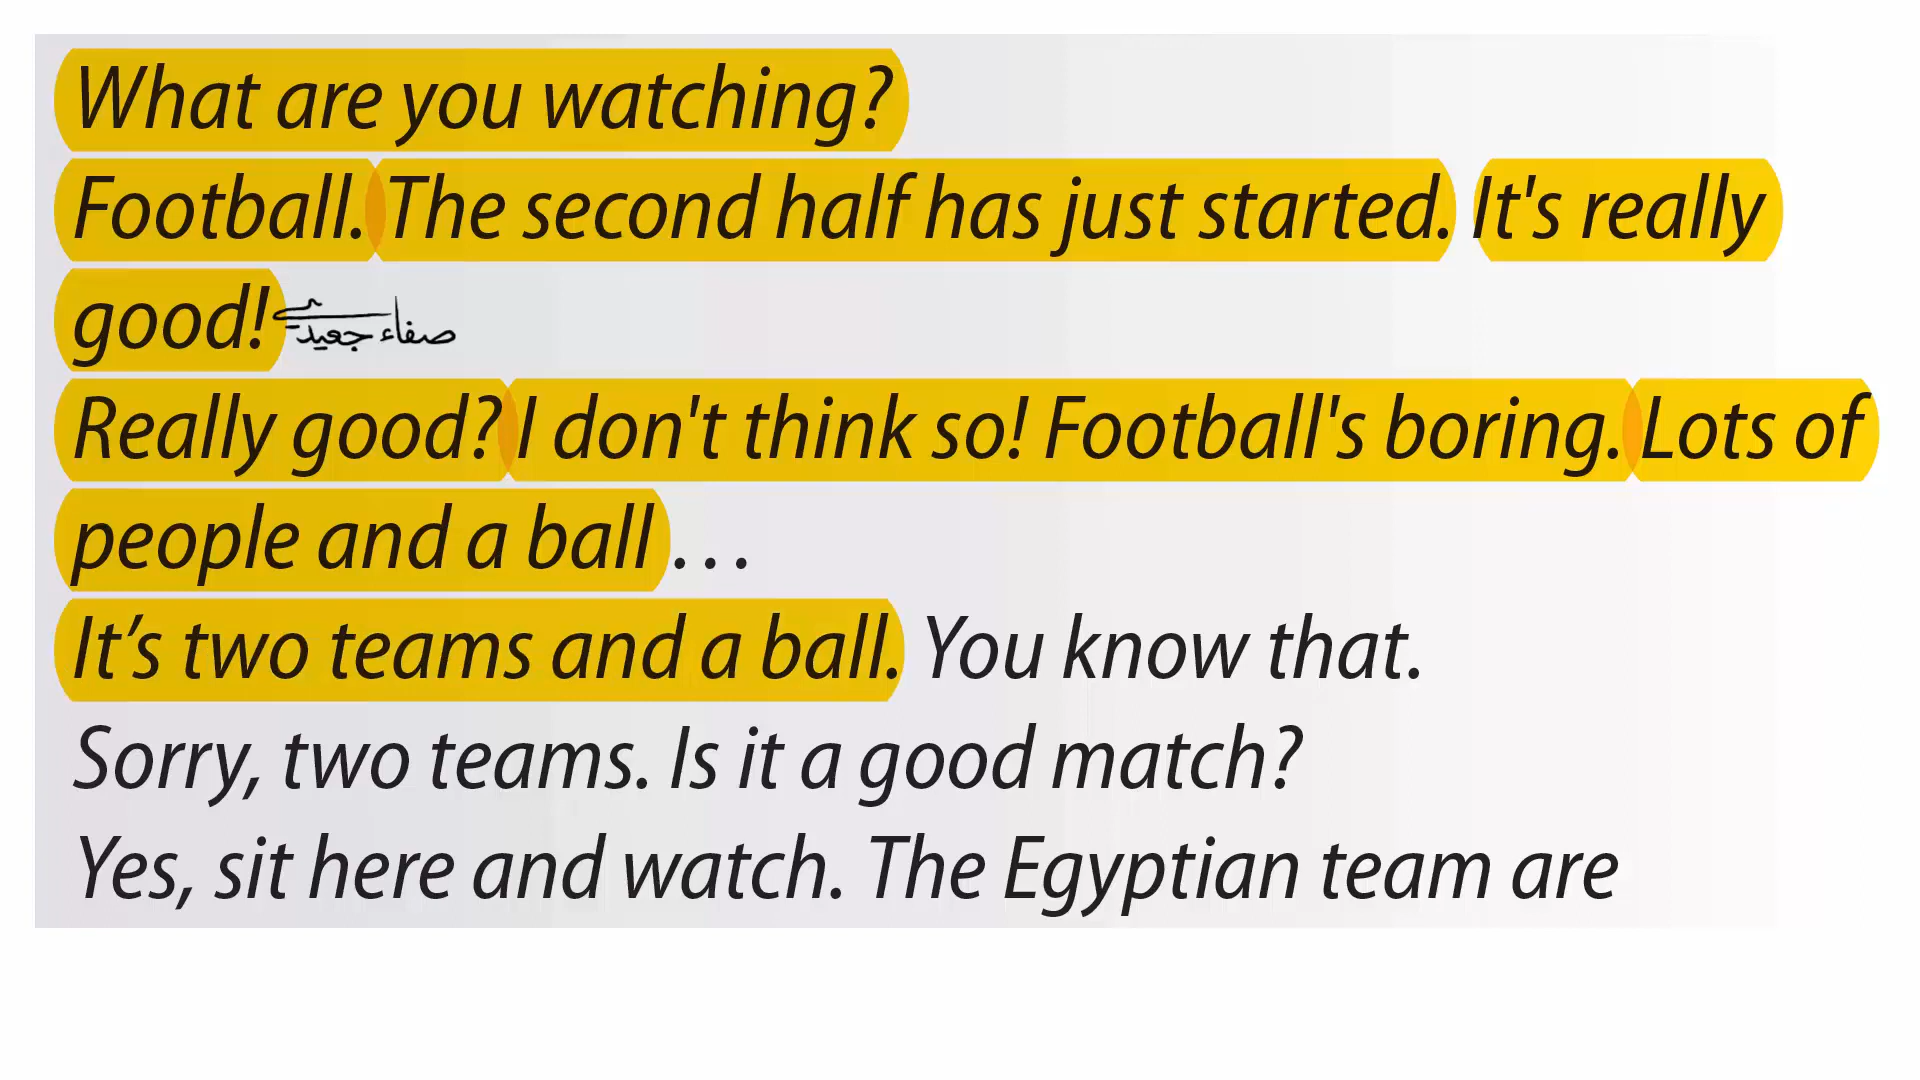 What are you watching?
Football. The second half has just started. It's really
good! صفاء جعيدي
Really good? I don't think so! Football's boring. Lots of
people and a ball ...
It’s two teams and a ball. You know that.
Sorry, two teams. Is it a good match?
Yes, sit here and watch. The Egyptian team are